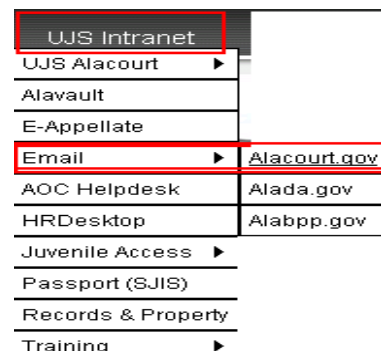 UJS Intranet
UJS Alacourt
Alavault
E-Appellate
Email
Alacourt.gov
AOC Helpdesk
Alada.gov
HRDesktop
Alabpp.gov
Juvenile Access
Passport (SJIS)
Records & Property
Training